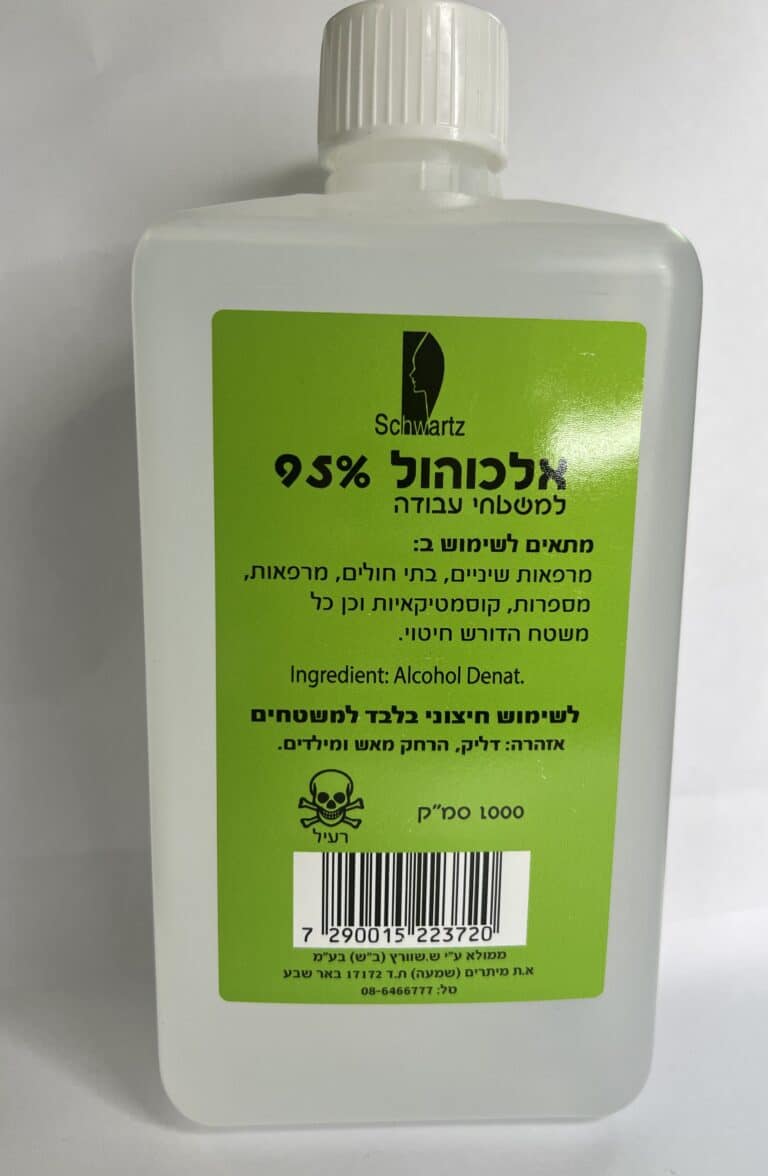 Schwartz
אלכוהול 95%
למשטחי עבודה
מתאים לשימוש ב:
מרפאות שיניים, בתי חולים, מרפאות,
מספרות, קוסמטיקאיות וכן כל
משטח הדורש חיטוי.
Ingredient: Alcohol Denat.
לשימוש חיצוני בלבד למשטחים
אזהרה: דליק, הרחק מאש ומילדים.
1000 סמ"ק
רעיל
7 290015 223720
ממולא ע"י ש.שוורץ (ב"ש) בע"מ
א.ת מיתרים (שמעה) ת.ד 17172 באר שבע
טל: 08-6466777